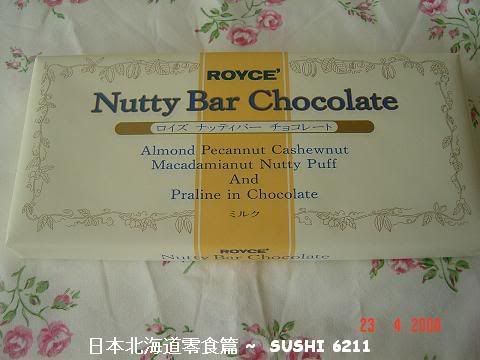 ROYCE'
Nutty Bar Chocolate
ロイズ ナッティバー チョコレート
Almond Pecannut Cashewnut
Macadamianut Nutty Puff
And
Praline in Chocolate
ミルク
ROYCE'
Nutty Bar Chocolate
23 4 2006
日本北海道零食篇 ~ SUSHI 6211